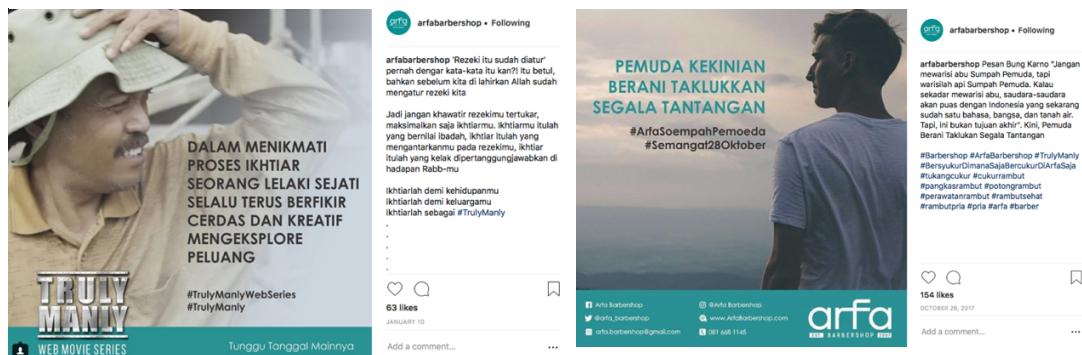 DALAM MENIKMATI
PROSES IKHTIAR
SEORANG LELAKI SEJATI
SELALU TERUS BERFIKIR
CERDAS DAN KREATIF
MENGEKSPLORE
PELUANG
#TrulyManlyWebSeries
#TrulyManly
TRULY
MANLY
WEB MOVIE SERIES
Tunggu Tanggal Mainnya
arfa
arfabarbershop • Following
arfabarbershop 'Rezeki itu sudah diatur'
pernah dengar kata-kata itu kan?! Itu betul,
bahkan sebelum kita di lahirkan Allah sudah
mengatur rezeki kita
Jadi jangan khawatir rezekimu tertukar,
maksimalkan saja ikhtiarmu. Ikhtiarmu itulah
yang bernilai ibadah, ikhtiar itulah yang
mengantarkanmu pada rezekimu, ikhtiar
itulah yang kelak dipertanggungjawabkan di
hadapan Rabb-mu
Ikhtiarlah demi kehidupanmu
Ikhtiarlah demi keluargamu
Ikhtiarlah sebagai #TrulyManly
.
.
.
.
.
63 likes
JANUARY 10
Add a comment...
PEMUDA KEKINIAN
BERANI TAKLUKKAN
SEGALA TANTANGAN
#ArfaSoempahPemoeda
#Semangat28Oktober
Arfa Barbershop
@Arfa Barbershop
@arfa_barbershop
www.ArfaBarbershop.com
arfa.barbershop@gmail.com
081 668 1145
arfa
EST BARBERSHOP 2007
arfa
arfabarbershop • Following
arfabarbershop Pesan Bung Karno "Jangan
mewarisi abu Sumpah Pemuda, tapi
warisilah api Sumpah Pemuda. Kalau
sekadar mewarisi abu, saudara-saudara
akan puas dengan Indonesia yang sekarang
sudah satu bahasa, bangsa, dan tanah air.
Tapi, ini bukan tujuan akhir". Kini, Pemuda
Berani Taklukan Segala Tantangan
#Barbershop #ArfaBarbershop #TrulyManly
#BersyukurDimanaSajaBercukurDiArfaSaja
#tukangcukur #cukurrambut
#pangkasrambut #potongrambut
#perawatanrambut #rambutsehat
#rambutpria #pria #arfa #barber
154 likes
OCTOBER 28, 2017
Add a comment...